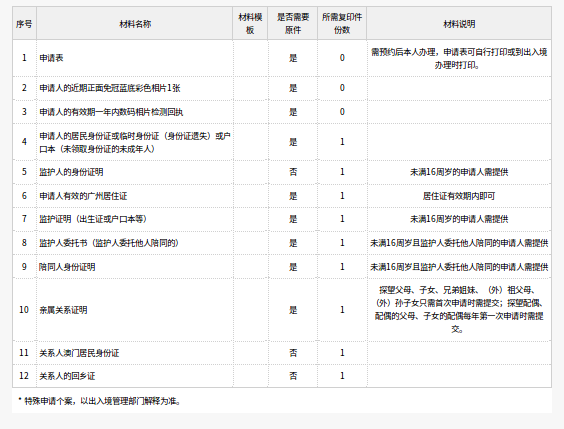 序号 材料名称 材料模板 是否需要原件 所需复印件份数 材料说明
1 申请表 是 0 需预约后本人办理，申请表可自行打印或到出入境
办理时打印。
2 申请人的近期正面免冠蓝底彩色相片1张 是 0
3 申请人的有效期一年内数码相片检测回执 是 0
4 申请人的居民身份证或临时身份证（身份证遗失）或户
口本（未领取身份证的未成年人） 是 1
5 监护人的身份证明 否 1 未满16周岁的申请人需提供
6 申请人有效的广州居住证 是 1 居住证有效期内即可
7 监护证明（出生证或户口本等） 是 1 未满16周岁的申请人需提供
8 监护人委托书（监护人委托他人陪同的） 是 1 未满16周岁且监护人委托他人陪同的申请人需提供
9 陪同人身份证明 是 1 未满16周岁且监护人委托他人陪同的申请人需提供
10 亲属关系证明 是 1 探望父母、子女、兄弟姐妹、（外）祖父母、
（外）孙子女只需首次申请时需提交；探望配偶、
配偶的父母、子女的配偶每年第一次申请时需提
交。
11 关系人澳门居民身份证 否 1
12 关系人的回乡证 否 1
* 特殊申请个案，以出入境管理部门解释为准。